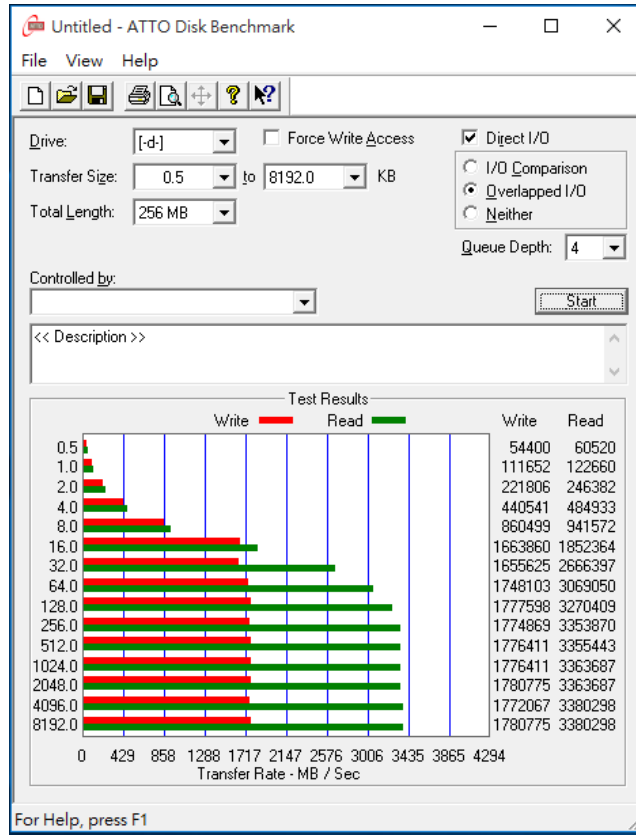 Untitled - ATTO Disk Benchmark
File View Help
Drive: [-d-] Force Write Access Direct I/O
I/O Comparison
Transfer Size: 0.5 to 8192.0 KB
Overlapped I/O
Total Length: 256 MB Neither
Queue Depth: 4
Controlled by:
Start
<< Description >>
Test Results
Write Read Write Read
0.5 54400 60520
1.0 111652 122660
2.0 221806 246382
4.0 440541 484933
8.0 860499 941572
16.0 1663860 1852364
32.0 1655625 2666397
64.0 1748103 3069050
128.0 1777598 3270409
256.0 1774869 3353870
512.0 1776411 3355443
1024.0 1776411 3363687
2048.0 1780775 3363687
4096.0 1772067 3380298
8192.0 1780775 3380298
0 429 858 1288 1717 2147 2576 3006 3435 3865 4294
Transfer Rate - MB / Sec
For Help, press F1